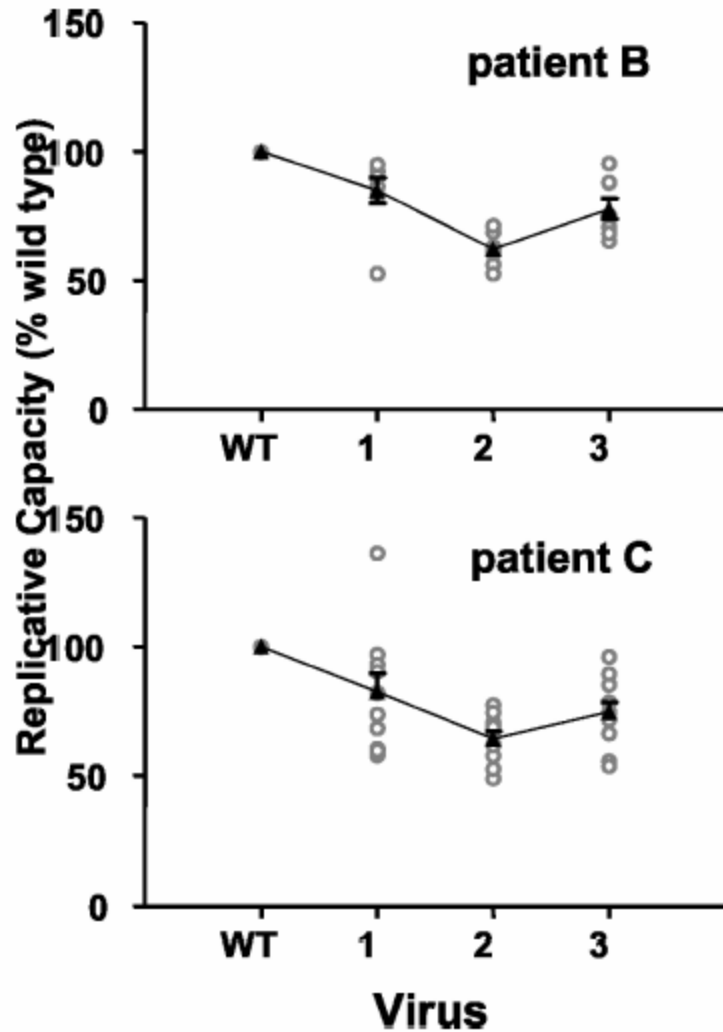 Replicative Capacity (% wild type)
150
patient B
100
50
0
WT 1 2 3
150
patient C
100
50
0
WT 1 2 3
Virus